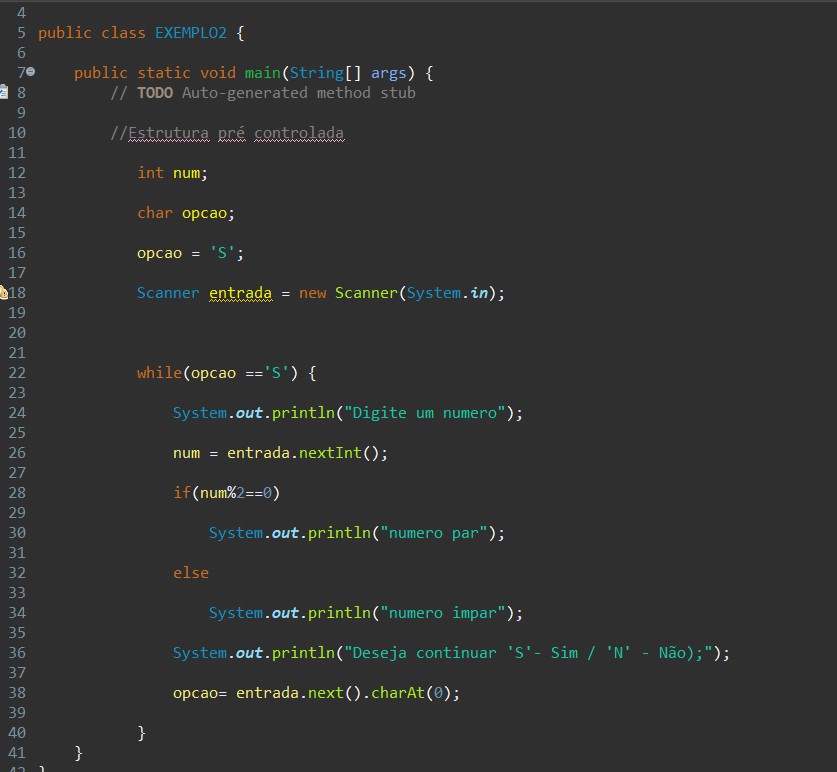 4
5 public class EXEMPLO2 {
6
7 public static void main(String[] args) {
8 // TODO Auto-generated method stub
9
10 //Estrutura pré controlada
11
12 int num;
13
14 char opcao;
15
16 opcao = 'S';
17
18 Scanner entrada = new Scanner(System.in);
19
20
21
22 while(opcao =='S') {
23
24 System.out.println("Digite um numero");
25
26 num = entrada.nextInt();
27
28 if(num%2==0)
29
30 System.out.println("numero par");
31
32 else
33
34 System.out.println("numero impar");
35
36 System.out.println("Deseja continuar 'S'- Sim / 'N' - Não);");
37
38 opcao= entrada.next().charAt(0);
39
40 }
41 }
42 }